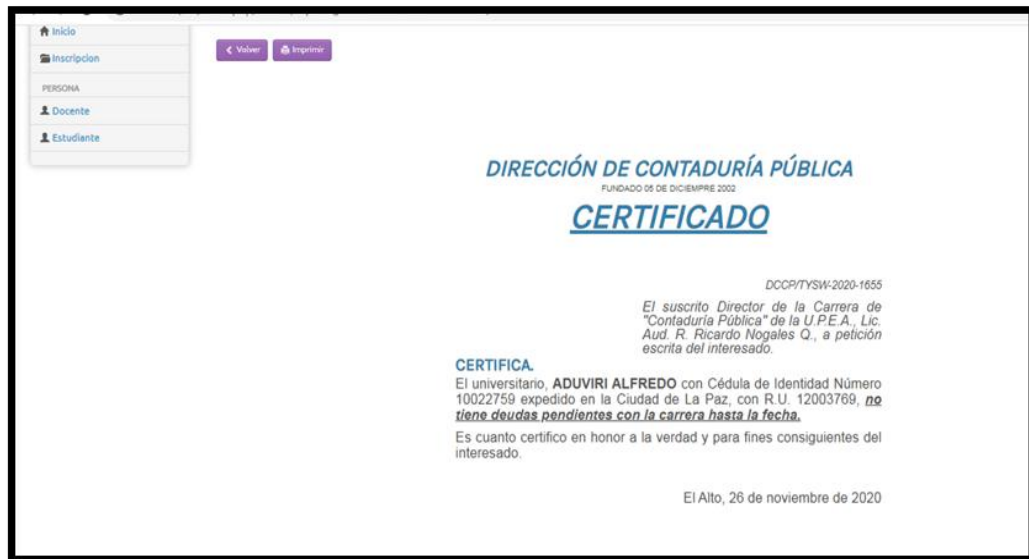 Inicio
Inscripcion
PERSONA
Docente
Estudiante
Volver
Imprimir
DIRECCIÓN DE CONTADURÍA PÚBLICA
FUNDADO 05 DE DICIEMPRE 2002
CERTIFICADO
DCCP/TYSW-2020-1655
El suscrito Director de la Carrera de
"Contaduría Pública" de la U.P.E.A., Lic.
Aud. R. Ricardo Nogales Q., a petición
escrita del interesado.
CERTIFICA.
El universitario, ADUVIRI ALFREDO con Cédula de Identidad Número
10022759 expedido en la Ciudad de La Paz, con R.U. 12003769, no
tiene deudas pendientes con la carrera hasta la fecha.
Es cuanto certifico en honor a la verdad y para fines consiguientes del
interesado.
El Alto, 26 de noviembre de 2020